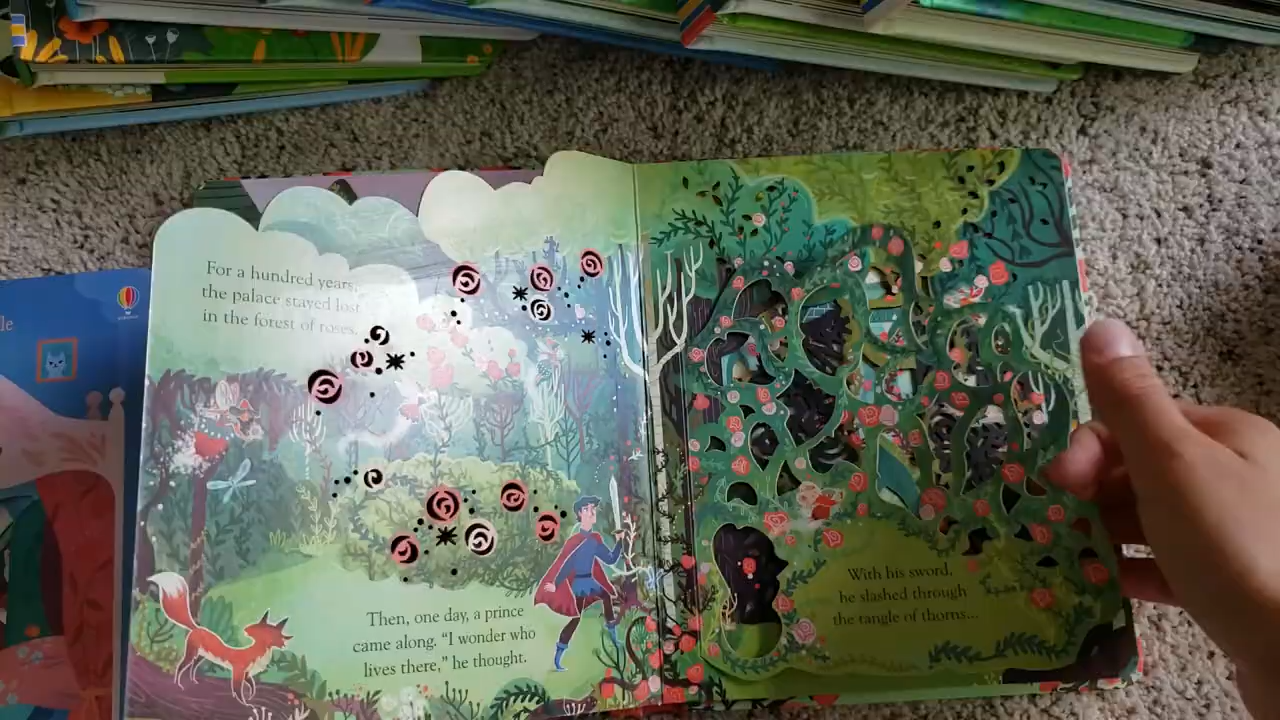 le
For a hundred years,
the palace stayed lost
in the forest of roses.
Then, one day, a prince
came along. "I wonder who
lives there," he thought.
With his sword,
he slashed through
the tangle of thorns...